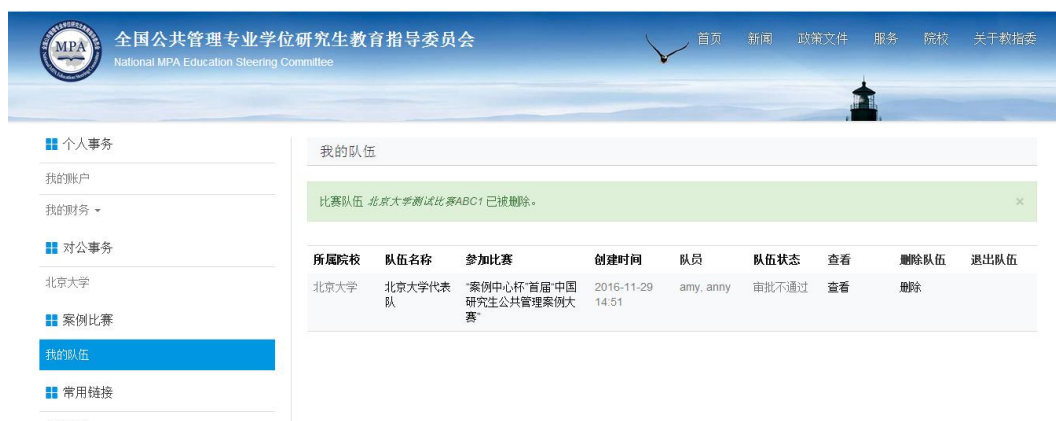 MPA
全国公共管理专业学位研究生教育指导委员会
National MPA Education Steering Committee
首页 新闻 政策文件 服务 院校 关于教指委
个人事务
我的账户
我的财务
对公事务
北京大学
案例比赛
我的队伍
常用链接
我的队伍
比赛队伍 北京大学测试比赛ABC1 已被删除。 ×
所属院校 队伍名称 参加比赛 创建时间 队员 队伍状态 查看 删除队伍 退出队伍
北京大学 北京大学代表 "案例中心杯"首届"中国 2016-11-29 amy, anny 审批不通过 查看 删除
队 研究生公共管理案例大 14:51
赛"